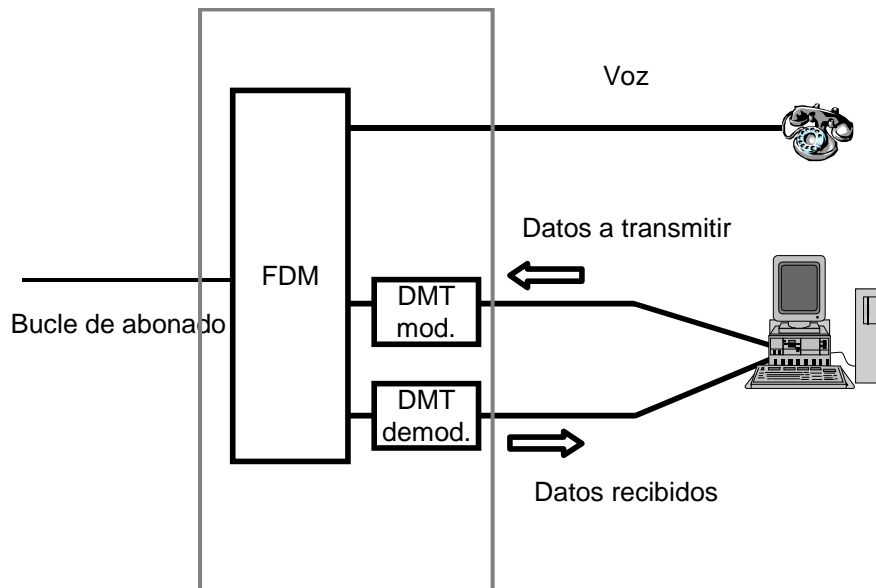 Voz
Datos a transmitir
FDM
DMT
mod.
Bucle de abonado
DMT
demod.
Datos recibidos